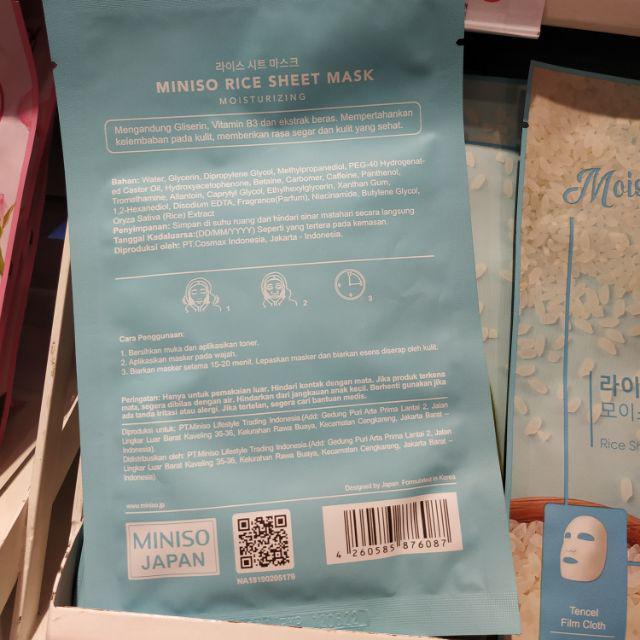 라이스 시트 마스크
MINISO RICE SHEET MASK
MOISTURIZING
Mengandung Gliserin, Vitamin B3 dan ekstrak beras. Mempertahankan
kelembaban pada kulit, memberikan rasa segar dan kulit yang sehat.
Bahan: Water, Glycerin, Dipropylene Glycol, Methylpropanediol, PEG-40 Hydrogenat-
ed Castor Oil, Hydroxyacetophenone, Betaine, Carbomer, Caffeine, Panthenol,
Tromethamine, Allantoin, Caprylyl Glycol, Ethylhexylglycerin, Xanthan Gum,
1,2-Hexanediol, Disodium EDTA, Fragrance(Parfum), Niacinamide, Butylene Glycol,
Oryza Sativa (Rice) Extract
Penyimpanan: Simpan di suhu ruang dan hindari sinar matahari secara langsung
Tanggal Kadaluarsa:(DD/MM/YYYY) Seperti yang tertera pada kemasan.
Diproduksi oleh: PT.Cosmax Indonesia, Jakarta - Indonesia.
1
2
3
Cara Penggunaan:
1. Bersihkan muka dan aplikasikan toner.
2. Aplikasikan masker pada wajah.
3. Biarkan masker selama 15-20 menit. Lepaskan masker dan biarkan esens diserap oleh kulit.
Peringatan: Hanya untuk pemakaian luar. Hindari kontak dengan mata. Jika produk terkena
mata, segera dibilas dengan air. Hindarkan dari jangkauan anak kecil. Berhenti gunakan jika
ada tanda iritasi atau alergi. Jika tertelan, segera cari bantuan medis.
Diproduksi untuk: PT.Miniso Lifestyle Trading Indonesia (Add: Gedung Puri Arta Prima Lantai 2, Jalan
Lingkar Luar Barat Kaveling 35-36, Kelurahan Rawa Buaya, Kecamatan Cengkareng, Jakarta Barat –
Indonesia)
Didistribusikan oleh: PT.Miniso Lifestyle Trading Indonesia (Add: Gedung Puri Arta Prima Lantai 2, Jalan
Lingkar Luar Barat Kaveling 35-36, Kelurahan Rawa Buaya, Kecamatan Cengkareng, Jakarta Barat –
Indonesia)
Designed by Japan Formulated in Korea
www.miniso.jp
MINISO
JAPAN
NA18190205176
4 260585 876087
Mois
라이
모이
Rice Sh
Tencel
Film Cloth